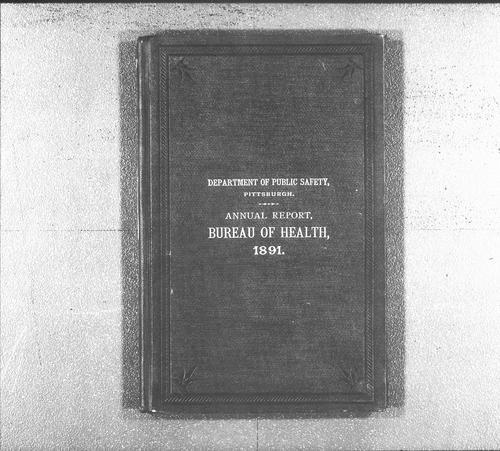 DEPARTMENT OF PUBLIC SAFETY,
PITTSBURGH.
ANNUAL REPORT,
BUREAU OF HEALTH,
1891.